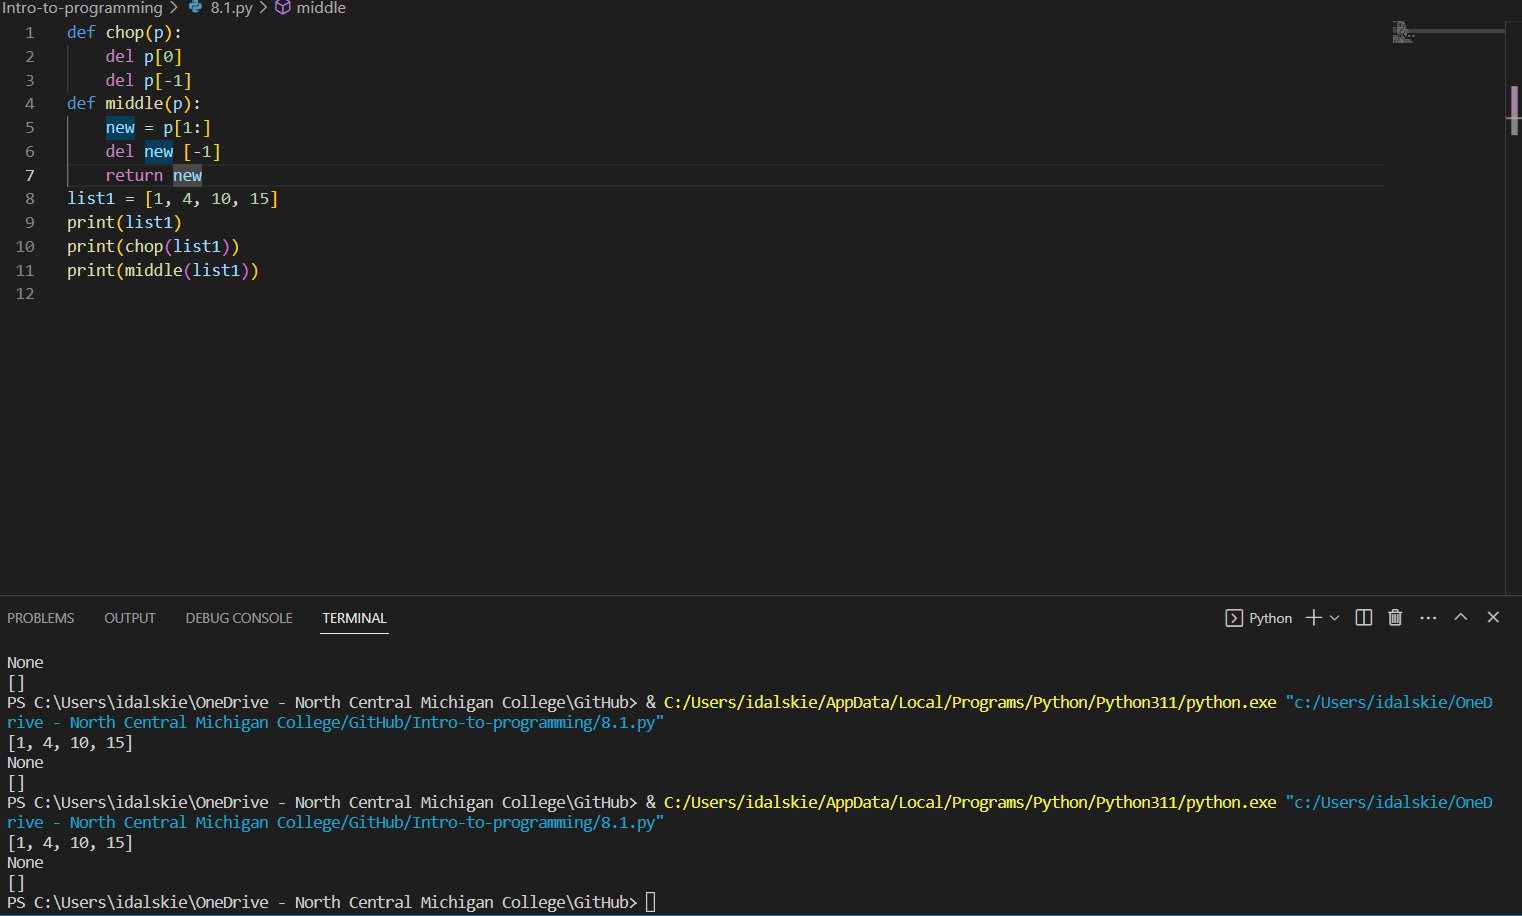 Intro-to-programming > 8.1.py > middle
1 def chop(p):
2     del p[0]
3     del p[-1]
4 def middle(p):
5     new = p[1:]
6     del new [-1]
7     return new
8 list1 = [1, 4, 10, 15]
9 print(list1)
10 print(chop(list1))
11 print(middle(list1))
12
PROBLEMS OUTPUT DEBUG CONSOLE TERMINAL Python
None
[]
PS C:\Users\idalskie\OneDrive - North Central Michigan College\GitHub> & C:/Users/idalskie/AppData/Local/Programs/Python/Python311/python.exe "c:/Users/idalskie/OneD
rive - North Central Michigan College/GitHub/Intro-to-programming/8.1.py"
[1, 4, 10, 15]
None
[]
PS C:\Users\idalskie\OneDrive - North Central Michigan College\GitHub> & C:/Users/idalskie/AppData/Local/Programs/Python/Python311/python.exe "c:/Users/idalskie/OneD
rive - North Central Michigan College/GitHub/Intro-to-programming/8.1.py"
[1, 4, 10, 15]
None
[]
PS C:\Users\idalskie\OneDrive - North Central Michigan College\GitHub>